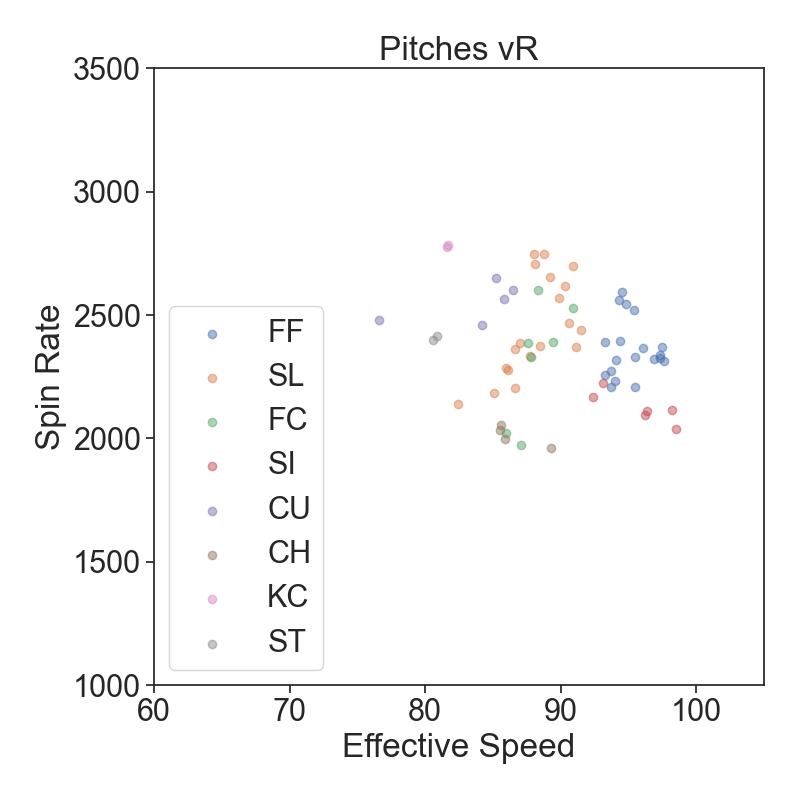 Pitches vR
3500
3000
2500
2000
1500
1000
Spin Rate
FF
SL
FC
SI
CU
CH
KC
ST
60 70 80 90 100
Effective Speed